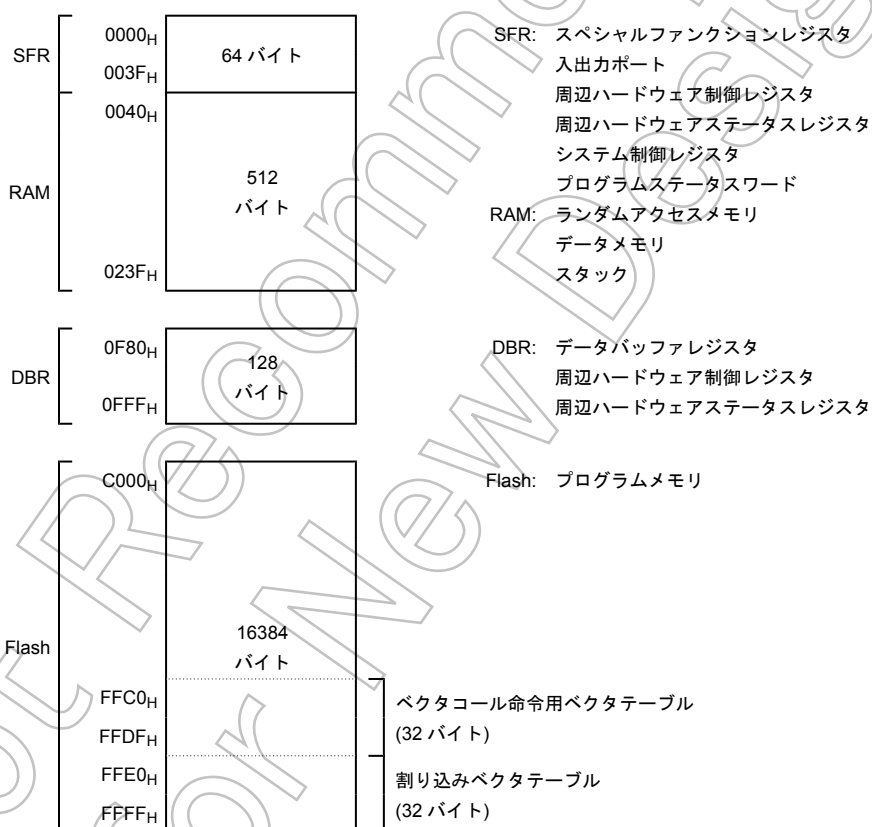 SFR
0000H
003FH
64 バイト
RAM
0040H
023FH
512
バイト
SFR: スペシャルファンクションレジスタ
入出力ポート
周辺ハードウェア制御レジスタ
周辺ハードウェアステータスレジスタ
システム制御レジスタ
プログラムステータスワード
RAM: ランダムアクセスメモリ
データメモリ
スタック
DBR
0F80H
0FFFH
128
バイト
DBR: データバッファレジスタ
周辺ハードウェア制御レジスタ
周辺ハードウェアステータスレジスタ
Flash
C000H
16384
バイト
Flash: プログラムメモリ
FFC0H
FFDFH
ベクタコール命令用ベクタテーブル
(32 バイト)
FFE0H
FFFFH
割り込みベクタテーブル
(32 バイト)